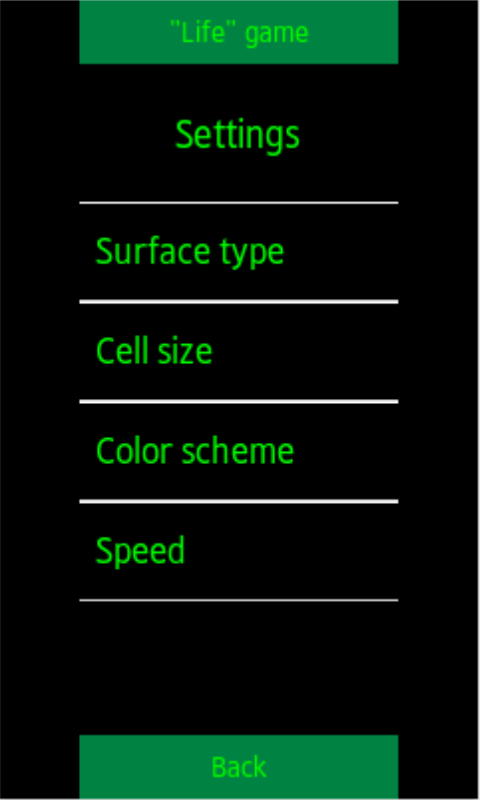 "Life" game
Settings
Surface type
Cell size
Color scheme
Speed
Back